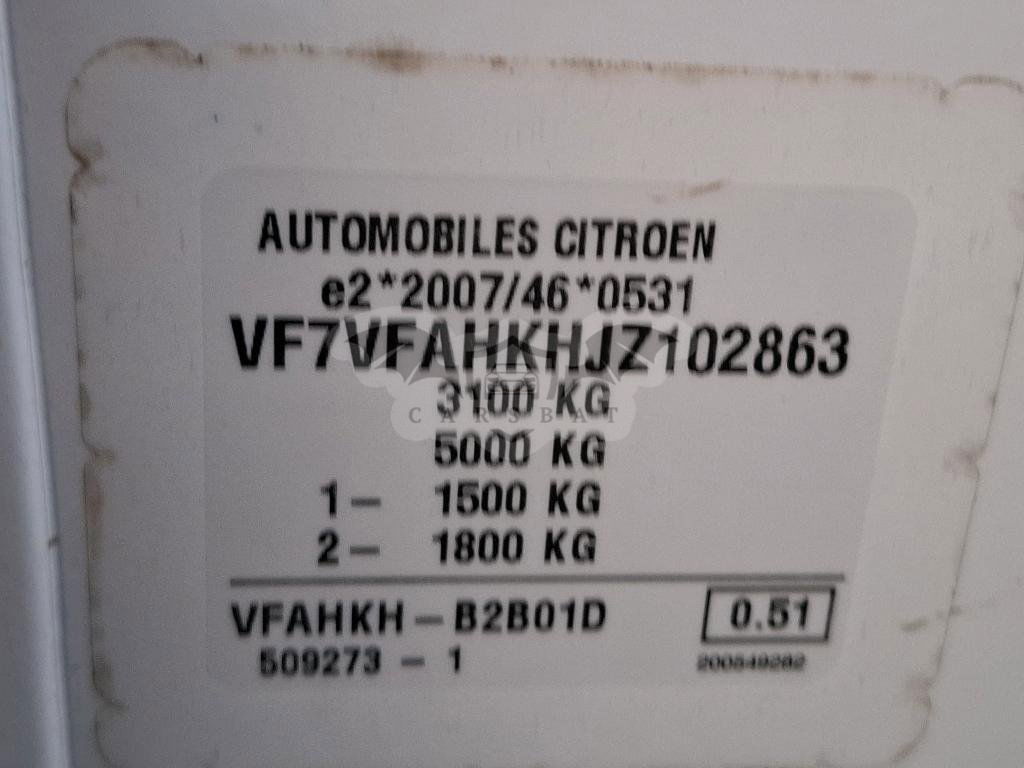 AUTOMOBILES CITROEN
e2*2007/46*0531
VF7VFAHKHJZ102863
3100 KG
CARSBAT
5000 KG
1- 1500 KG
2- 1800 KG
VFAHKH-B2B01D 0.51
509273-1